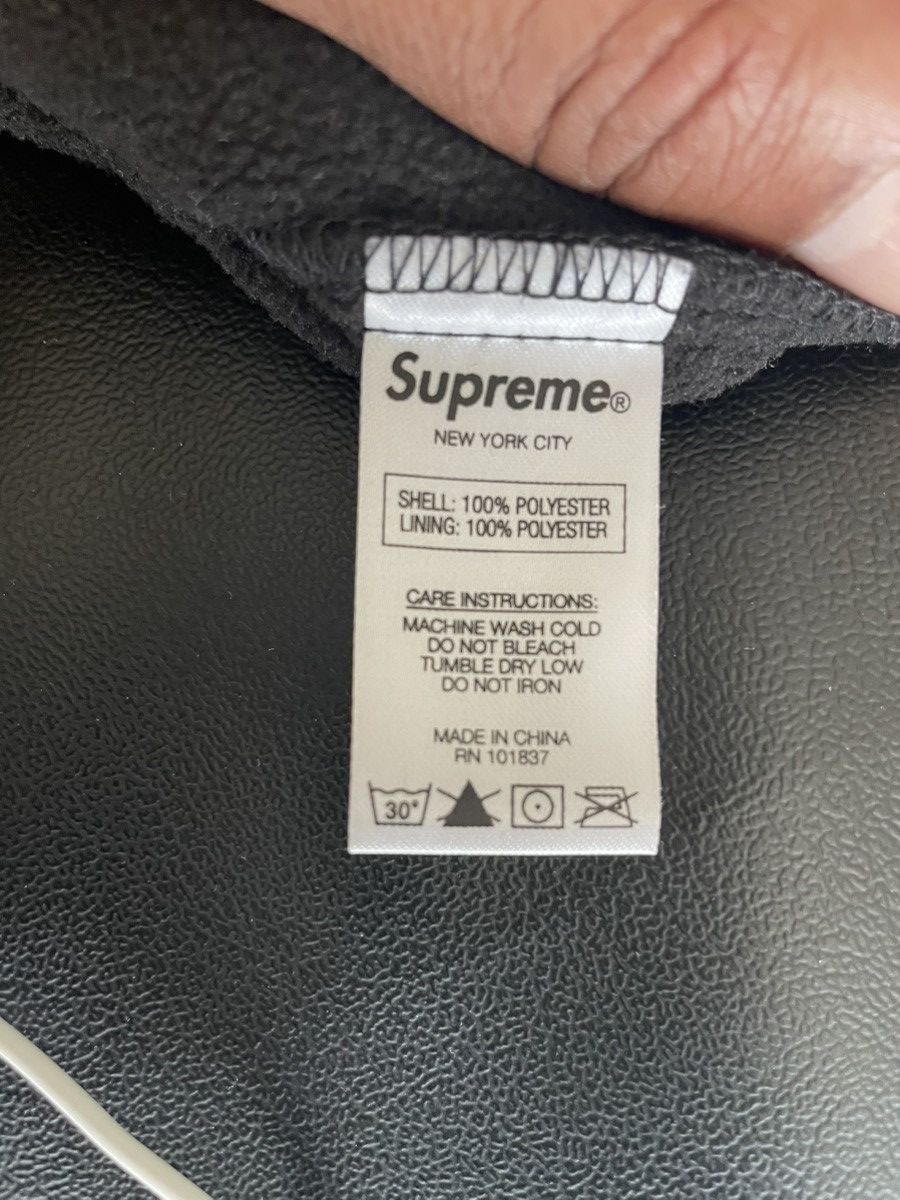 Supreme®
NEW YORK CITY
SHELL: 100% POLYESTER
LINING: 100% POLYESTER
CARE INSTRUCTIONS:
MACHINE WASH COLD
DO NOT BLEACH
TUMBLE DRY LOW
DO NOT IRON
MADE IN CHINA
RN 101837
30°